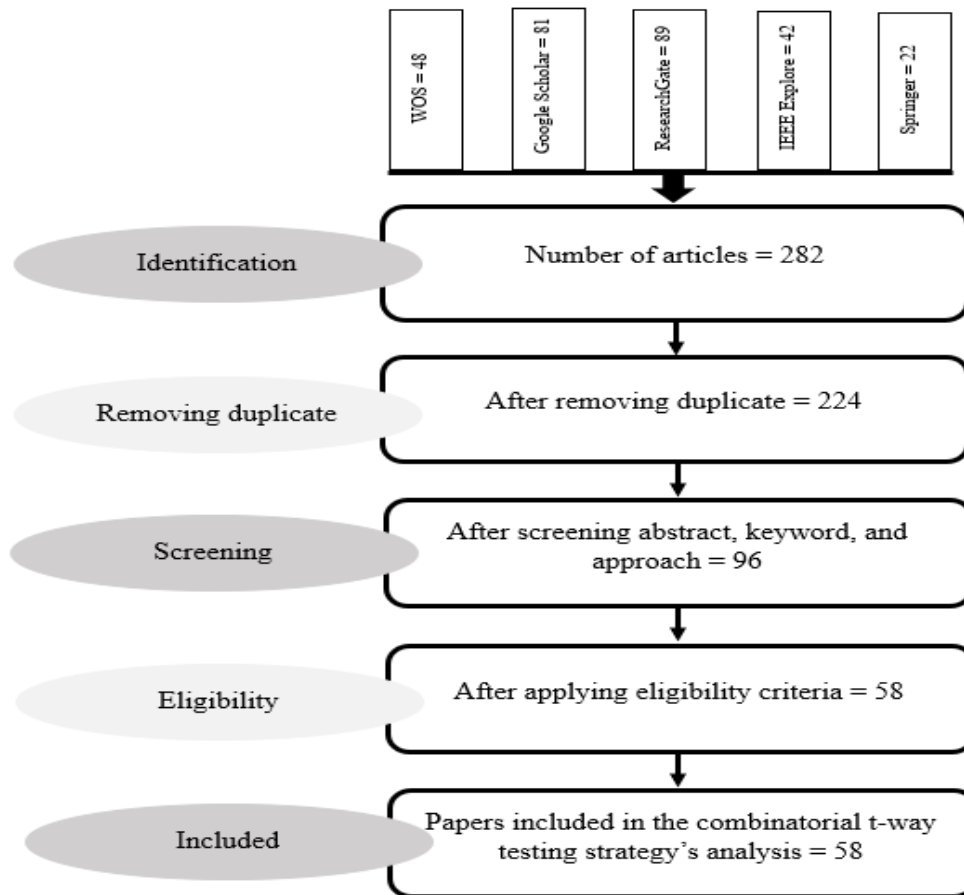 WOS = 48
Google Scholar = 81
ResearchGate = 89
IEEE Explore = 42
Springer = 22
Identification
Number of articles = 282
Removing duplicate
After removing duplicate = 224
Screening
After screening abstract, keyword, and
approach = 96
Eligibility
After applying eligibility criteria = 58
Included
Papers included in the combinatorial t-way
testing strategy’s analysis = 58